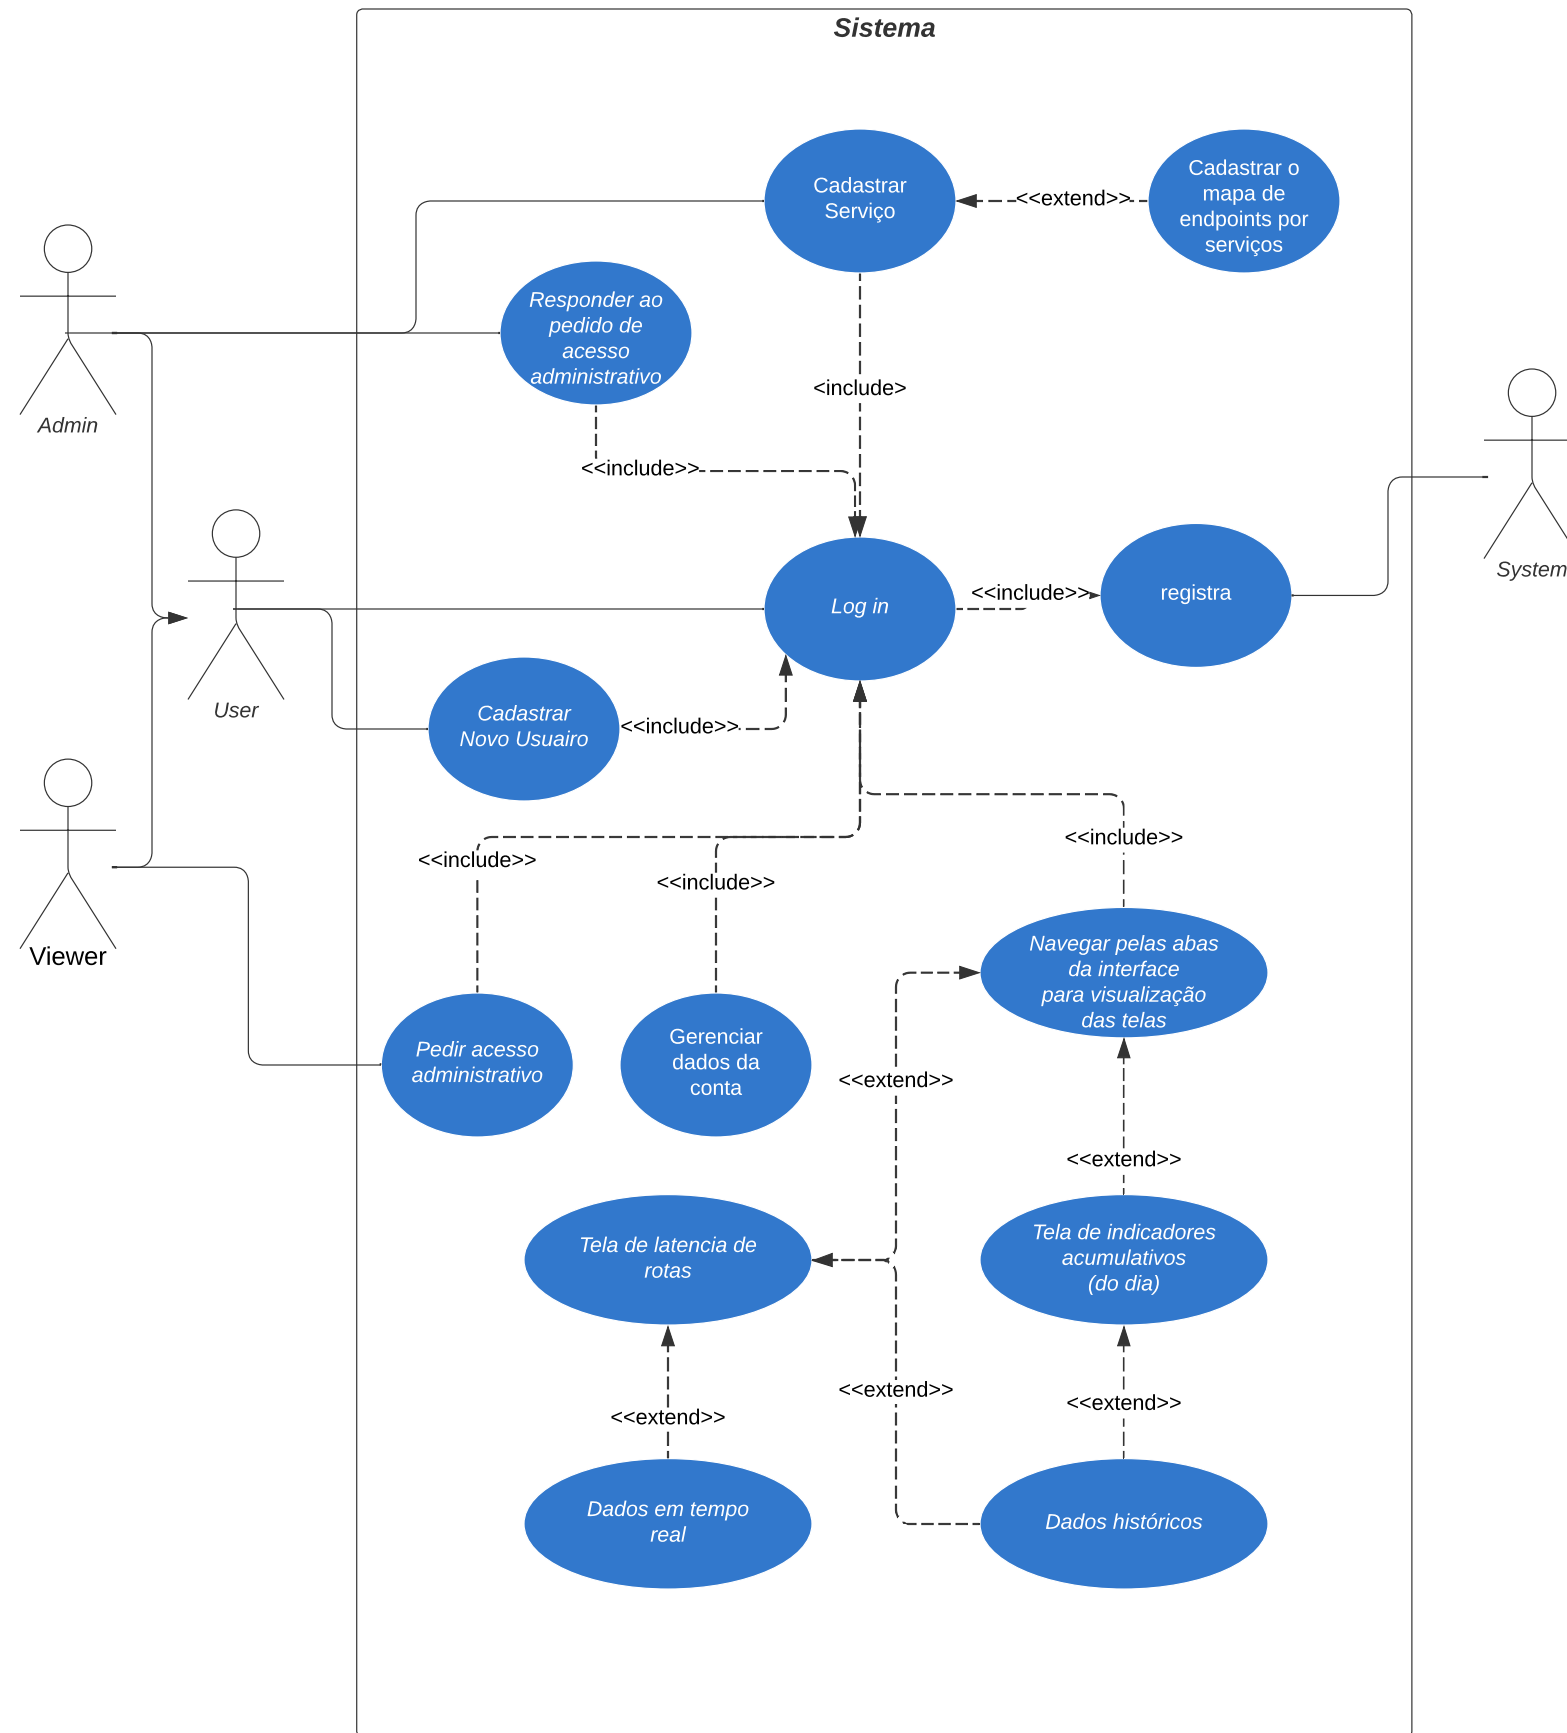 Sistema
Cadastrar
Serviço
<<extend>>
Cadastrar o
mapa de
endpoints por
serviços
Responder ao
pedido de
acesso
administrativo
Admin
<include>
<<include>>
System
User
Log in
<<include>>
registra
Cadastrar
Novo Usuairo
<<include>>
Viewer
<<include>>
<<include>>
<<include>>
Navegar pelas abas
da interface
para visualização
das telas
Pedir acesso
administrativo
Gerenciar
dados da
conta
<<extend>>
<<extend>>
Tela de latencia de
rotas
Tela de indicadores
acumulativos
(do dia)
<<extend>>
<<extend>>
<<extend>>
Dados em tempo
real
Dados históricos